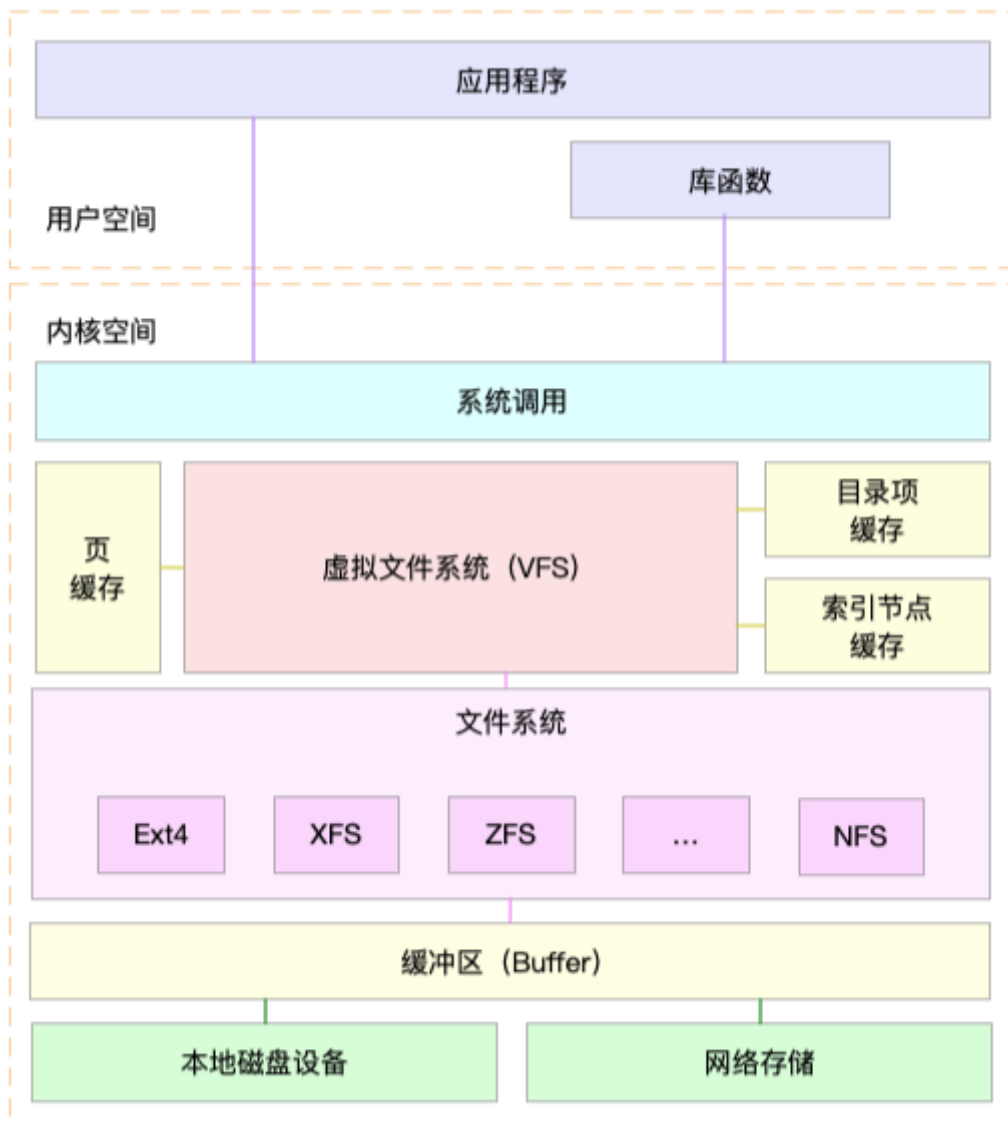 应用程序
库函数
用户空间
内核空间
系统调用
页
缓存
虚拟文件系统（VFS）
目录项
缓存
索引节点
缓存
文件系统
Ext4
XFS
ZFS
...
NFS
缓冲区（Buffer）
本地磁盘设备
网络存储